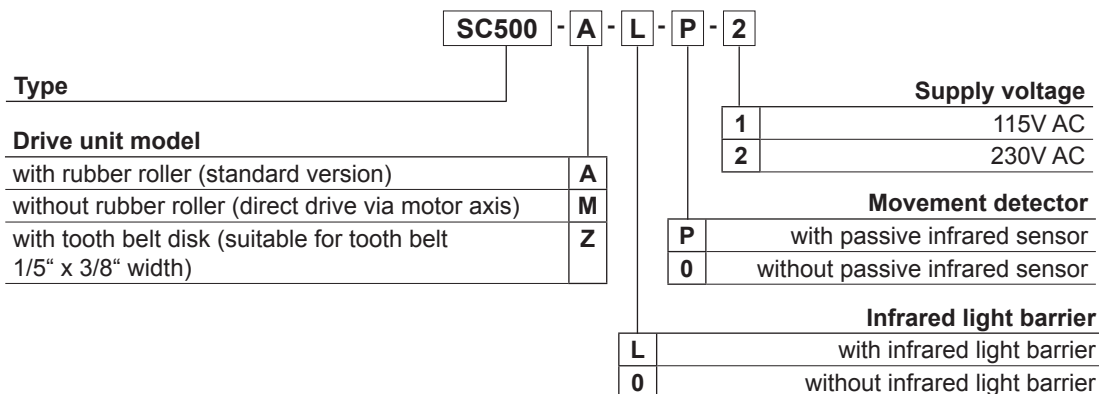 SC500 - A - L - P - 2
Type
Drive unit model
with rubber roller (standard version) A
without rubber roller (direct drive via motor axis) M
with tooth belt disk (suitable for tooth belt Z
1/5“ x 3/8“ width)
Supply voltage
1 115V AC
2 230V AC
Movement detector
P with passive infrared sensor
0 without passive infrared sensor
Infrared light barrier
L with infrared light barrier
0 without infrared light barrier